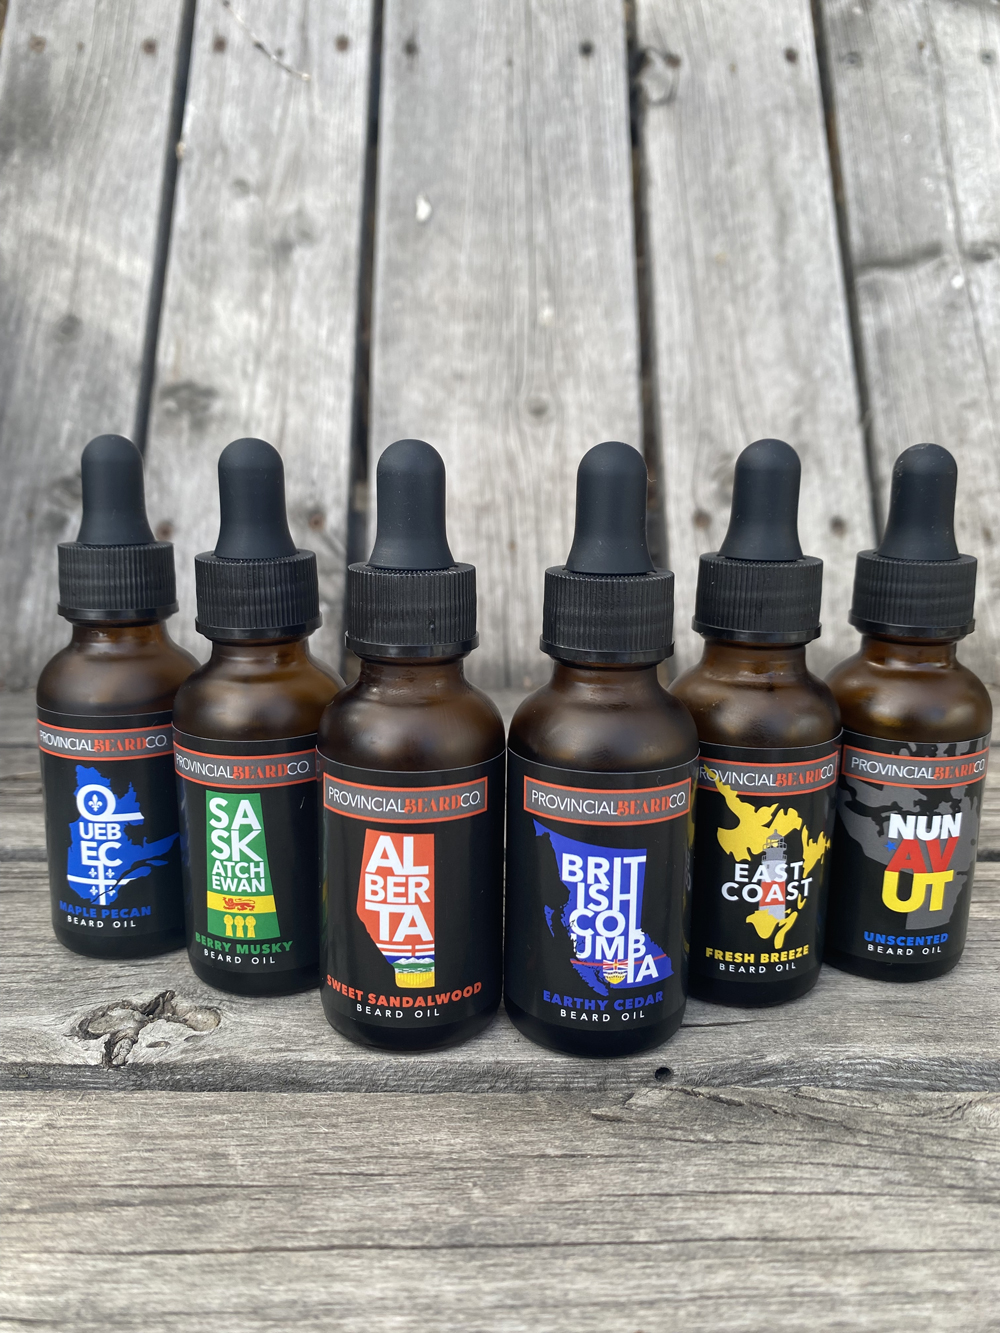 PROVINCIALBEARDCO.
QUEB
EC
MAPLE PECAN
BEARD OIL
PROVINCIALBEARDCO.
SA
SK
ATCH
EWAN
BERRY MUSKY
BEARD OIL
PROVINCIALBEARDCO.
AL
BER
TA
SWEET SANDALWOOD
BEARD OIL
PROVINCIALBEARDCO.
BRIT
ISH
COL
UMB
IA
EARTHY CEDAR
BEARD OIL
PROVINCIALBEARDCO.
EAST
COAST
FRESH BREEZE
BEARD OIL
PROVINCIALBEARDCO
NUN
AV
UT
UNSCENTED
BEARD OIL